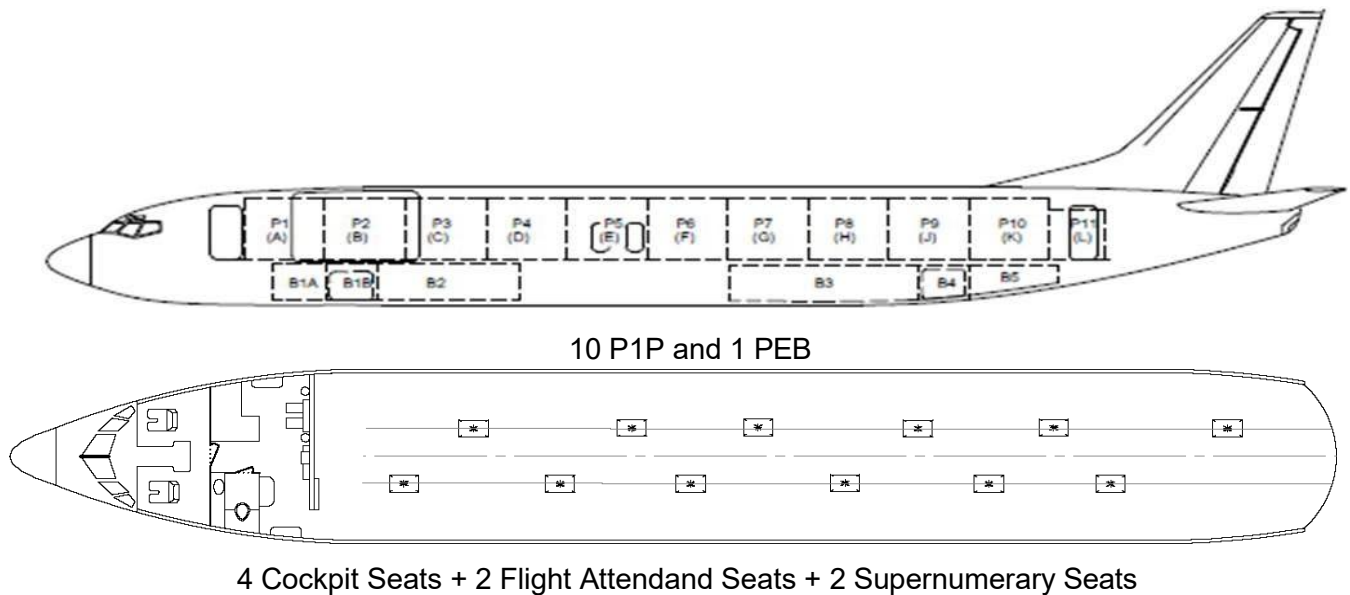 P1 P2 P3 P4 P5 P6 P7 P8 P9 P10 P11
(A) (B) (C) (D) (E) (F) (G) (H) (J) (K) (L)
B1A B1B B2 B3 B4 B5
10 P1P and 1 PEB
4 Cockpit Seats + 2 Flight Attendand Seats + 2 Supernumerary Seats